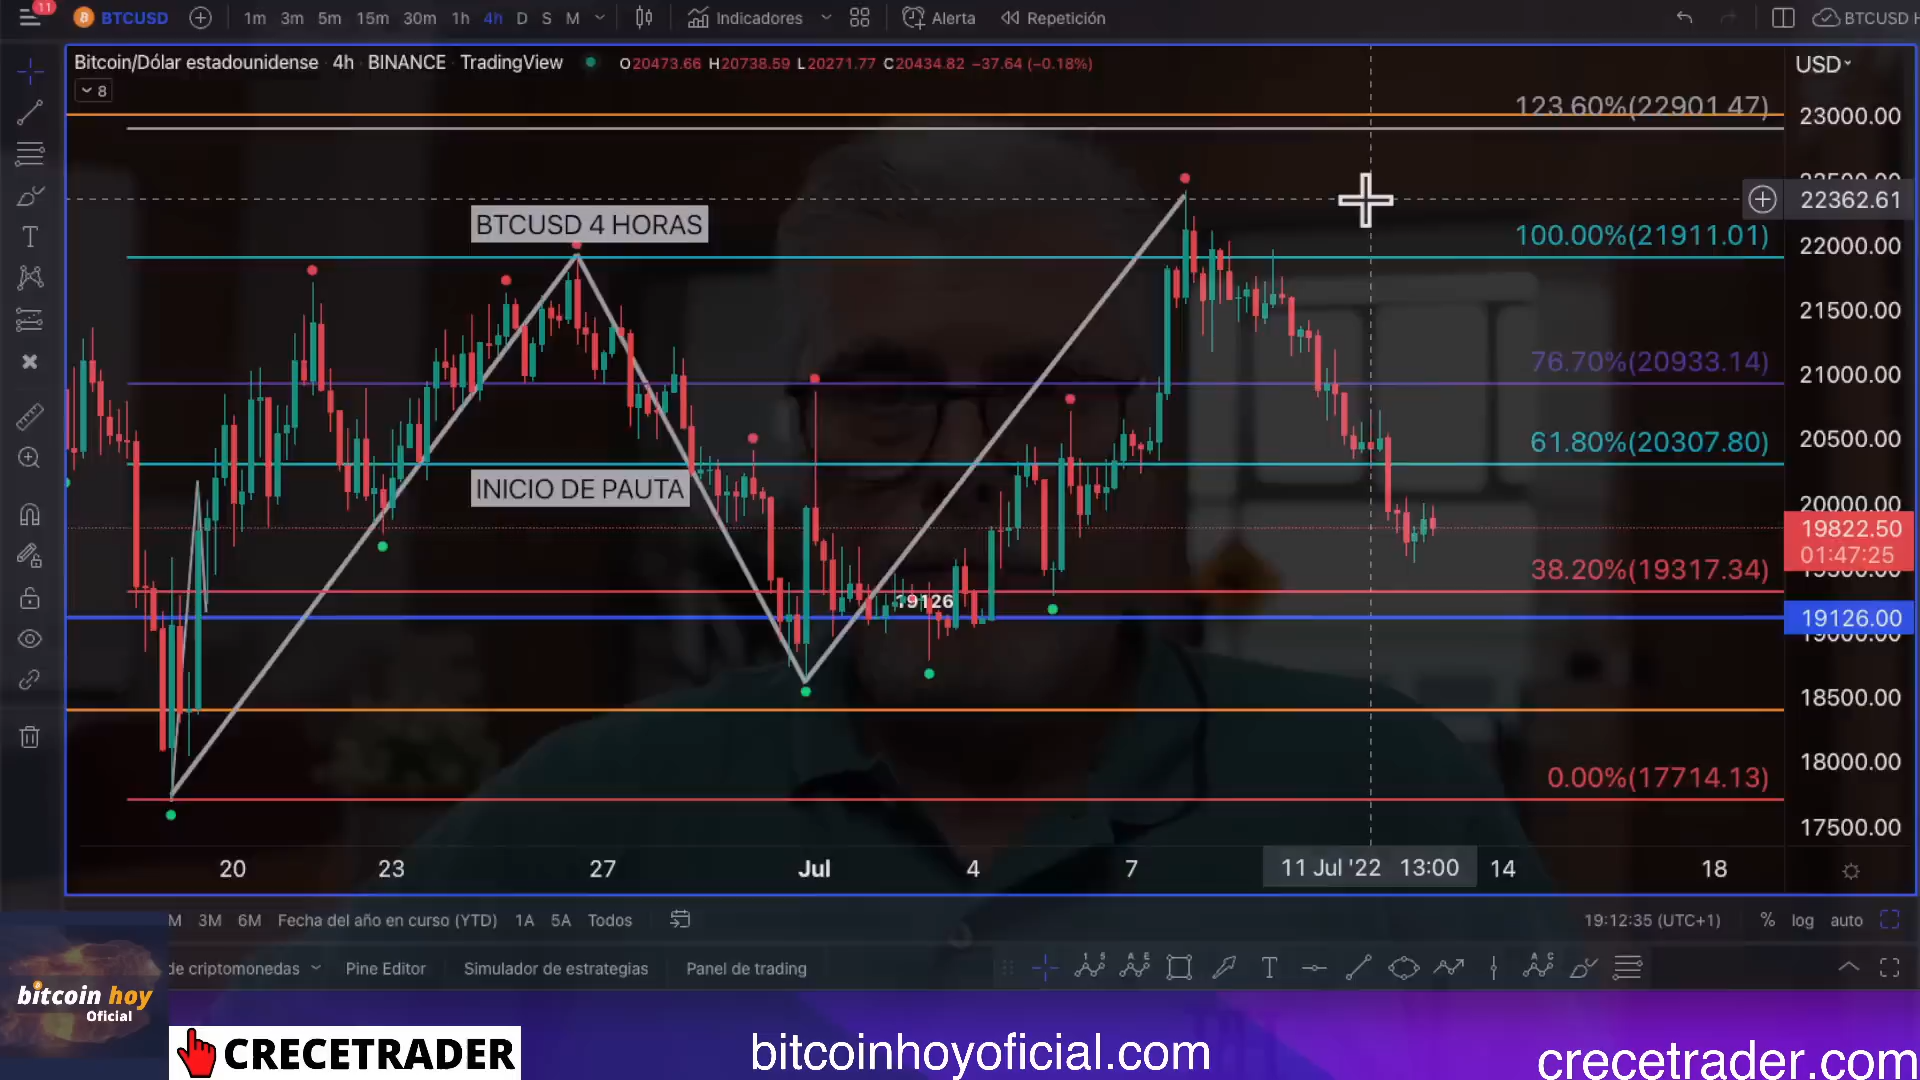 11
BTCUSD
1m 3m 5m 15m 30m 1h 4h D S M
Indicadores
Alerta
Repetición
BTCUSD H
Bitcoin/Dólar estadounidense 4h BINANCE TradingView
O20473.66 H20738.59 L20271.77 C20434.82 −37.64 (−0.18%)
USD
8
123.60%(22901.47)
23000.00
22362.61
BTCUSD 4 HORAS
100.00%(21911.01)
22000.00
21500.00
76.70%(20933.14)
21000.00
61.80%(20307.80)
20500.00
INICIO DE PAUTA
20000.00
19822.50
01:47:25
38.20%(19317.34)
19126
19126.00
19000.00
18500.00
18000.00
0.00%(17714.13)
17500.00
20 23 27 Jul 4 7 11 Jul '22 13:00 14 18
M 3M 6M Fecha del año en curso (YTD) 1A 5A Todos
19:12:35 (UTC+1)
% log auto
de criptomonedas
Pine Editor
Simulador de estrategias
Panel de trading
bitcoin hoy
Oficial
CRECETRADER
bitcoinhoyoficial.com
crecetrader.com